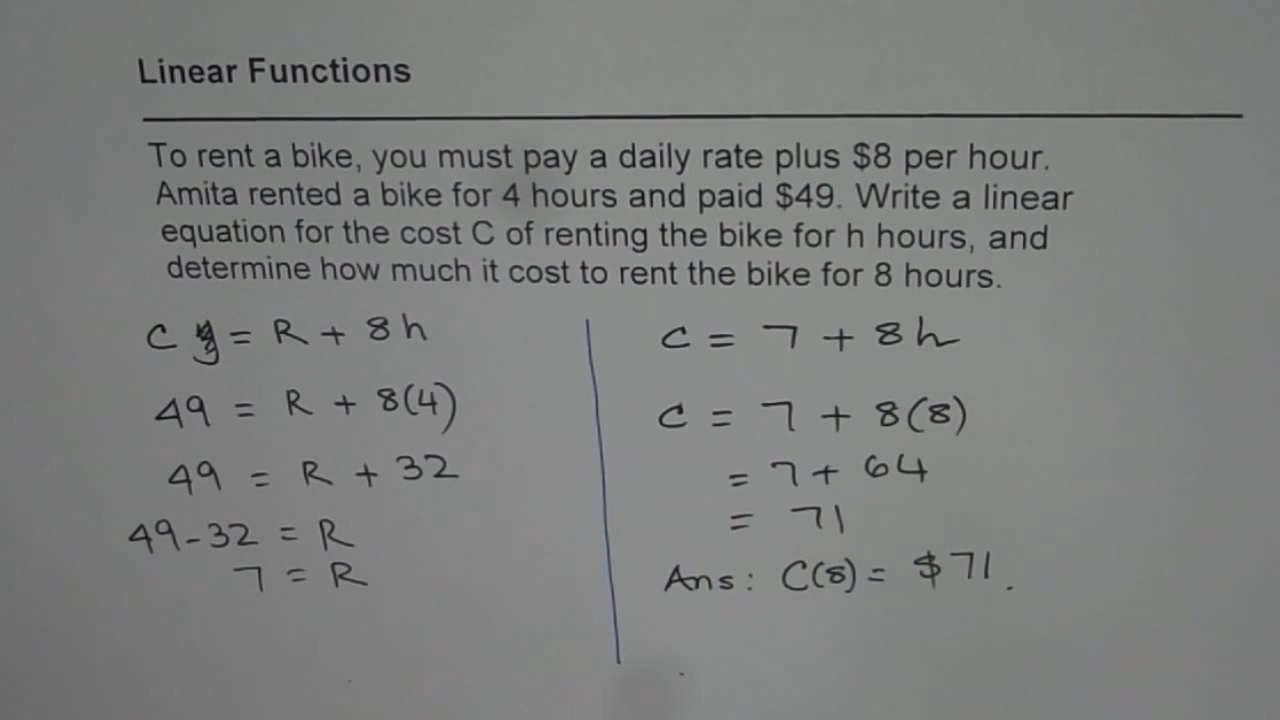 Linear Functions
To rent a bike, you must pay a daily rate plus $8 per hour.
Amita rented a bike for 4 hours and paid $49. Write a linear
equation for the cost C of renting the bike for h hours, and
determine how much it cost to rent the bike for 8 hours.
C = R + 8h
49 = R + 8(4)
49 = R + 32
49-32 = R
7 = R
C = 7 + 8h
C = 7 + 8(8)
= 7 + 64
= 71
Ans: C(8) = $71.